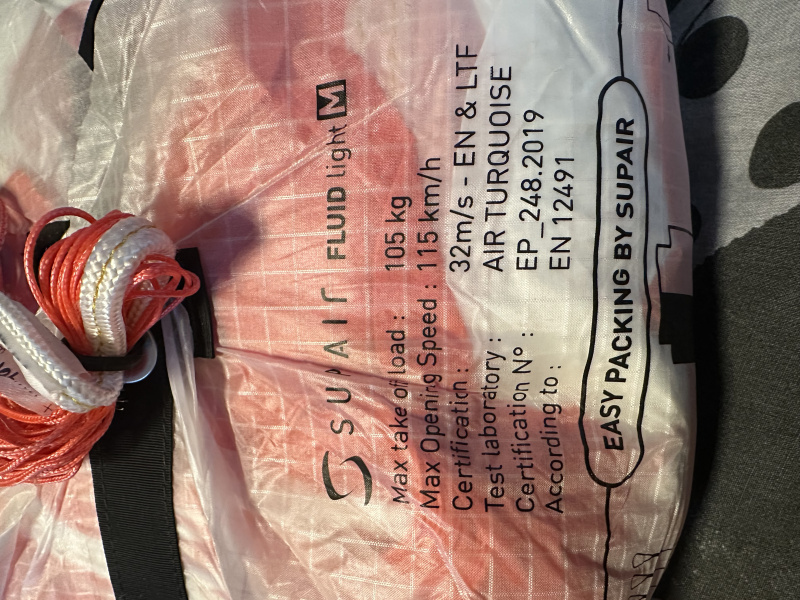 SUPAIR FLUID light M
Max take of load : 105 kg
Max Opening Speed : 115 km/h
Certification : 32m/s - EN & LTF
Test laboratory : AIR TURQUOISE
Certification N° : EP_248.2019
According to : EN 12491
EASY PACKING BY SUPAIR